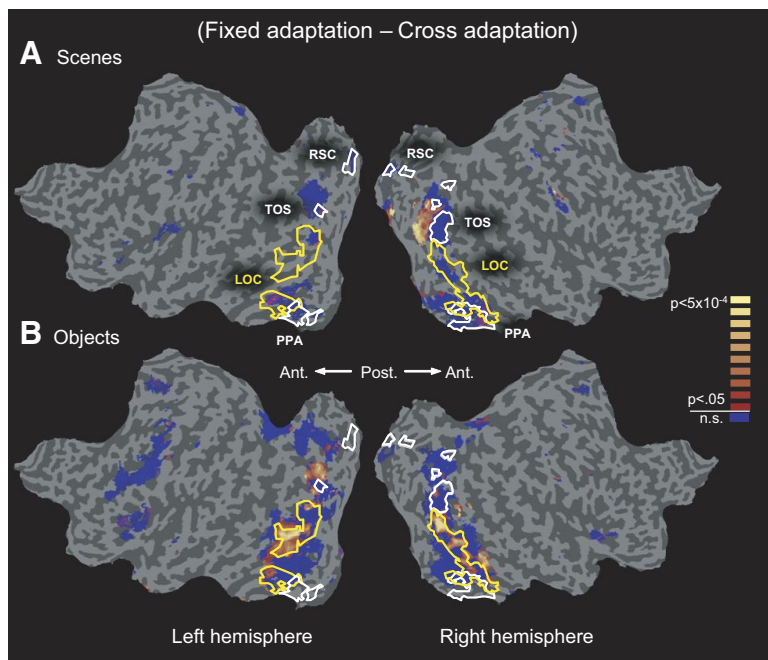 (Fixed adaptation – Cross adaptation)
A Scenes
RSC RSC
TOS TOS
LOC LOC
PPA PPA
p<5x10-4
p<.05
n.s.
B Objects
Ant. ← Post. → Ant.
Left hemisphere Right hemisphere